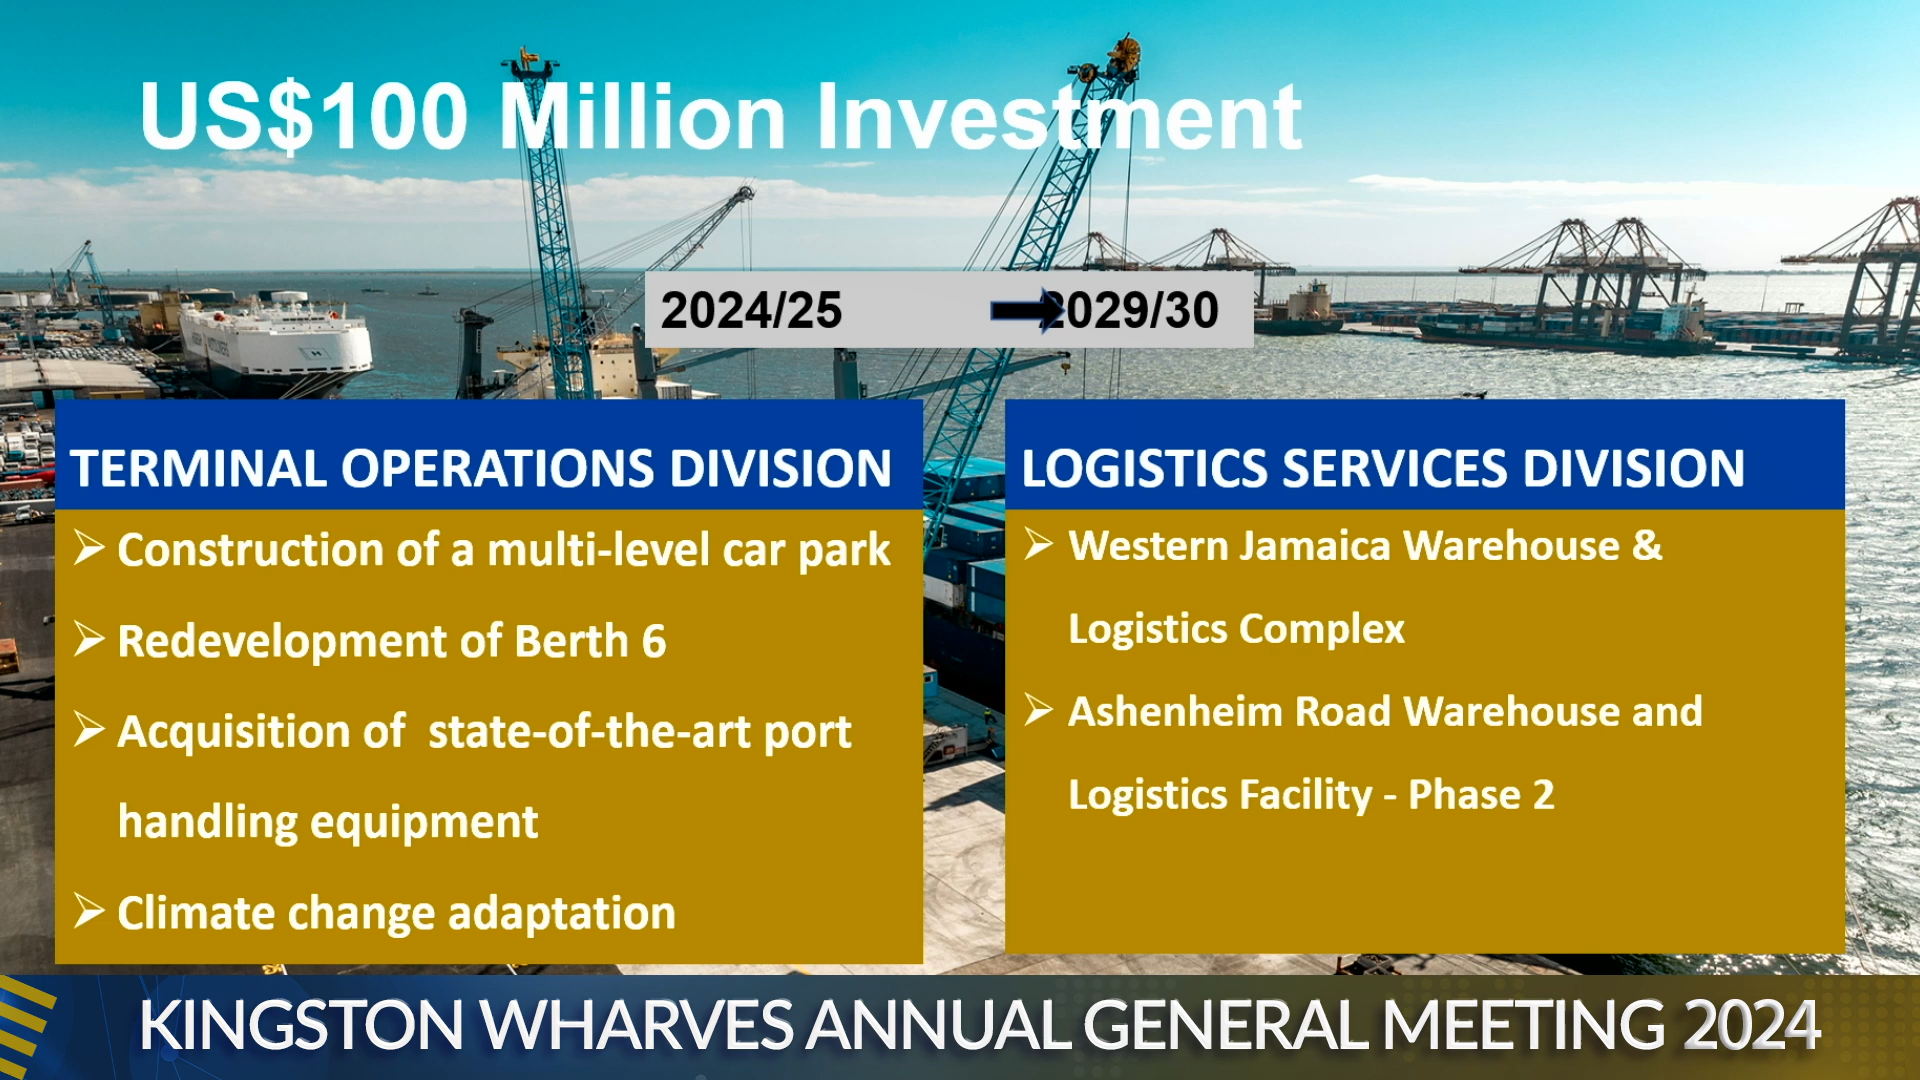 US$100 Million Investment
2024/25 2029/30
TERMINAL OPERATIONS DIVISION
Construction of a multi-level car park
Redevelopment of Berth 6
Acquisition of state-of-the-art port
handling equipment
Climate change adaptation
LOGISTICS SERVICES DIVISION
Western Jamaica Warehouse &
Logistics Complex
Ashenheim Road Warehouse and
Logistics Facility - Phase 2
KINGSTON WHARVES ANNUAL GENERAL MEETING 2024